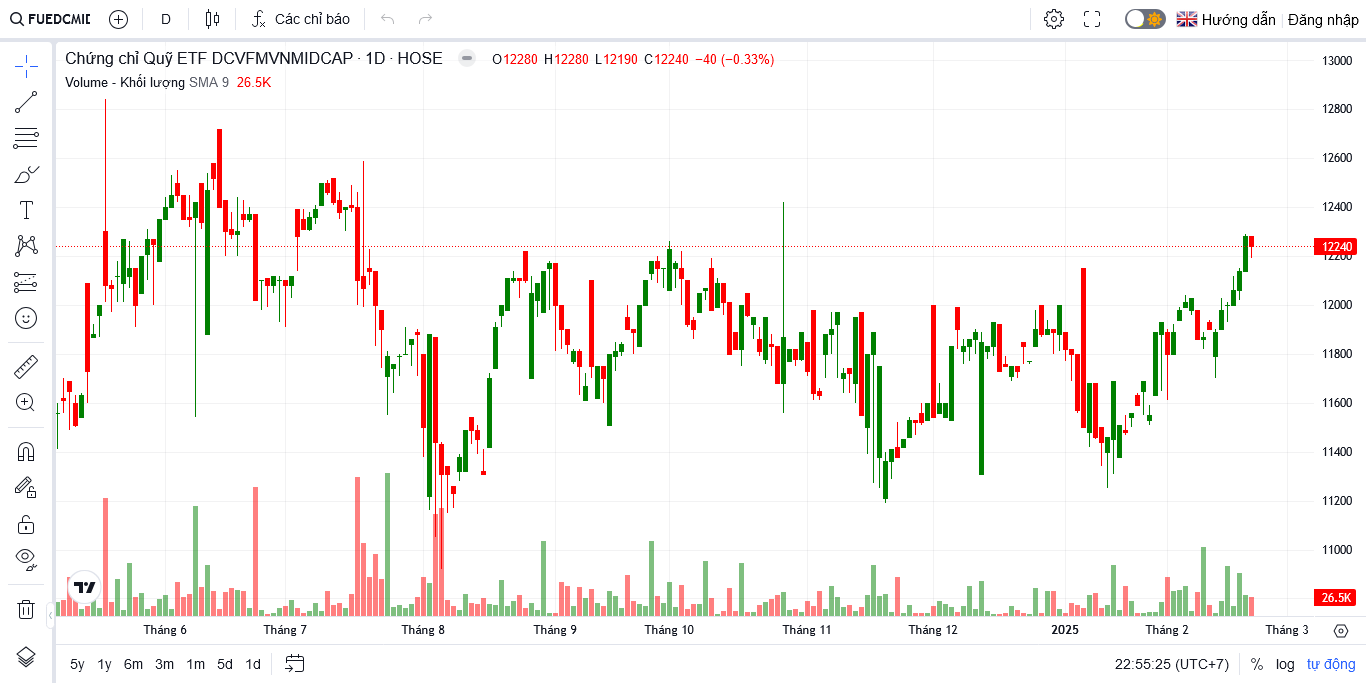 FUEDCMID
D
Các chỉ báo
Hướng dẫn
Đăng nhập
Chứng chỉ Quỹ ETF DCVFMVNMIDCAP · 1D · HOSE
O12280 H12280 L12190 C12240 −40 (−0.33%)
Volume - Khối lượng SMA 9 26.5K
13000
12800
12600
12400
12240
12200
12000
11800
11600
11400
11200
11000
26.5K
Tháng 6
Tháng 7
Tháng 8
Tháng 9
Tháng 10
Tháng 11
Tháng 12
2025
Tháng 2
Tháng 3
5y 1y 6m 3m 1m 5d 1d
22:55:25 (UTC+7)
% log tự động